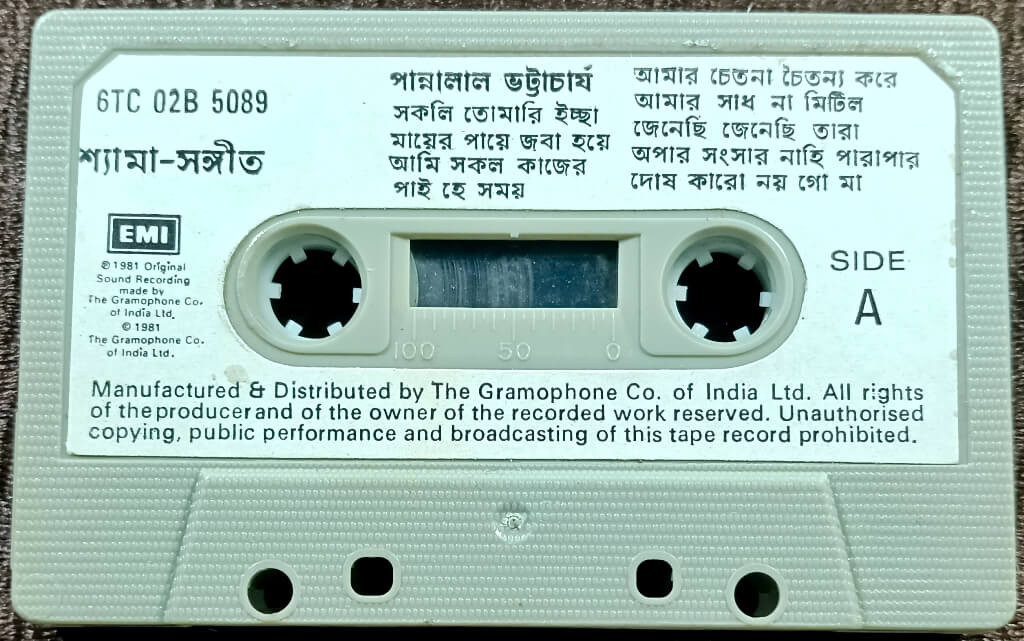 6TC 02B 5089
শ্যামা-সঙ্গীত
পান্নালাল ভট্টাচার্য
সকলি তোমারি ইচ্ছা
মায়ের পায়ে জবা হয়ে
আমি সকল কাজের
পাই হে সময়
আমার চেতনা চৈতন্য করে
আমার সাধ না মিটিল
জেনেছি জেনেছি তারা
অপার সংসার নাহি পারাপার
দোষ কারো নয় গো মা
EMI
℗ 1981 Original
Sound Recording
made by
The Gramophone Co.
of India Ltd.
© 1981
The Gramophone Co.
of India Ltd.
SIDE
A
100 50 0
Manufactured & Distributed by The Gramophone Co. of India Ltd. All rights
of the producer and of the owner of the recorded work reserved. Unauthorised
copying, public performance and broadcasting of this tape record prohibited.